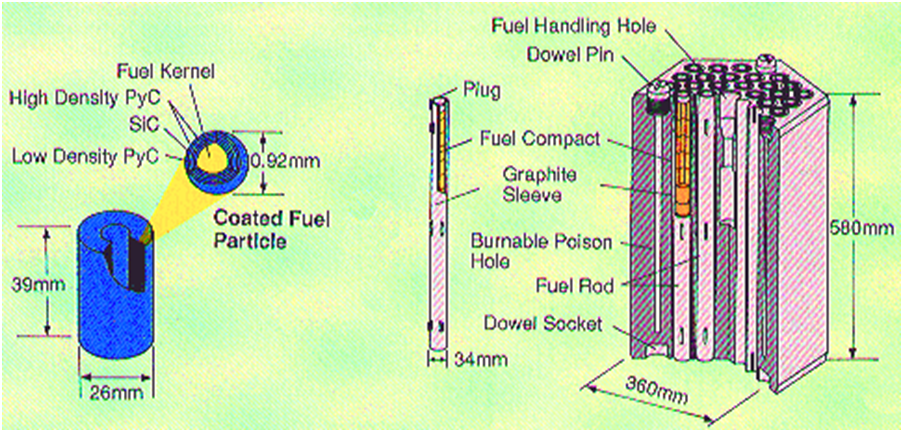 Fuel Kernel
High Density PyC
SiC
Low Density PyC
0.92mm
Coated Fuel
Particle
39mm
26mm
Plug
Fuel Compact
Graphite
Sleeve
34mm
Fuel Handling Hole
Dowel Pin
Burnable Poison
Hole
Fuel Rod
Dowel Socket
580mm
360mm